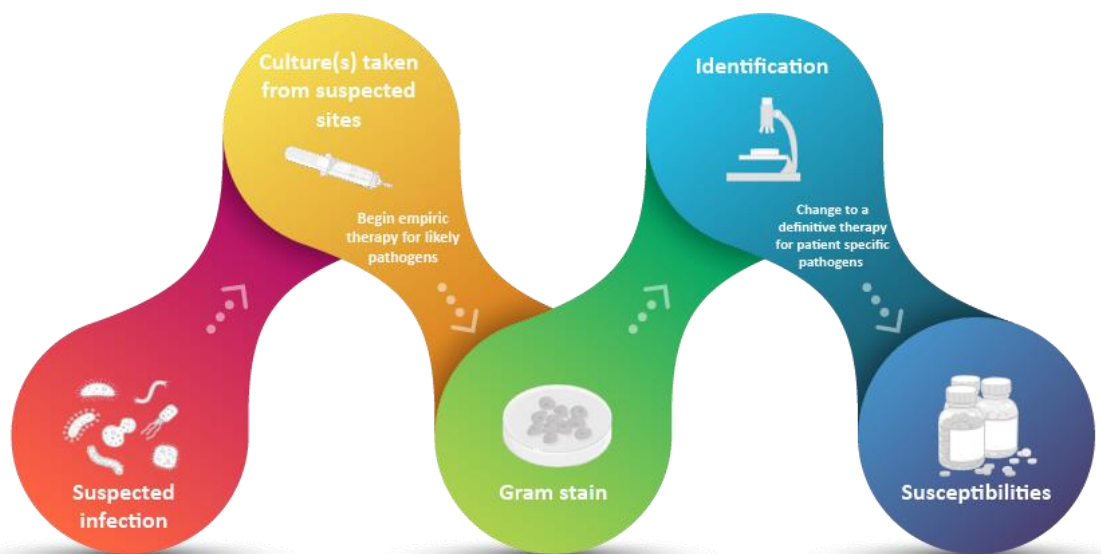 Suspected
infection
Culture(s) taken
from suspected
sites
Begin empiric
therapy for likely
pathogens
Gram stain
Identification
Change to a
definitive therapy
for patient specific
pathogens
Susceptibilities